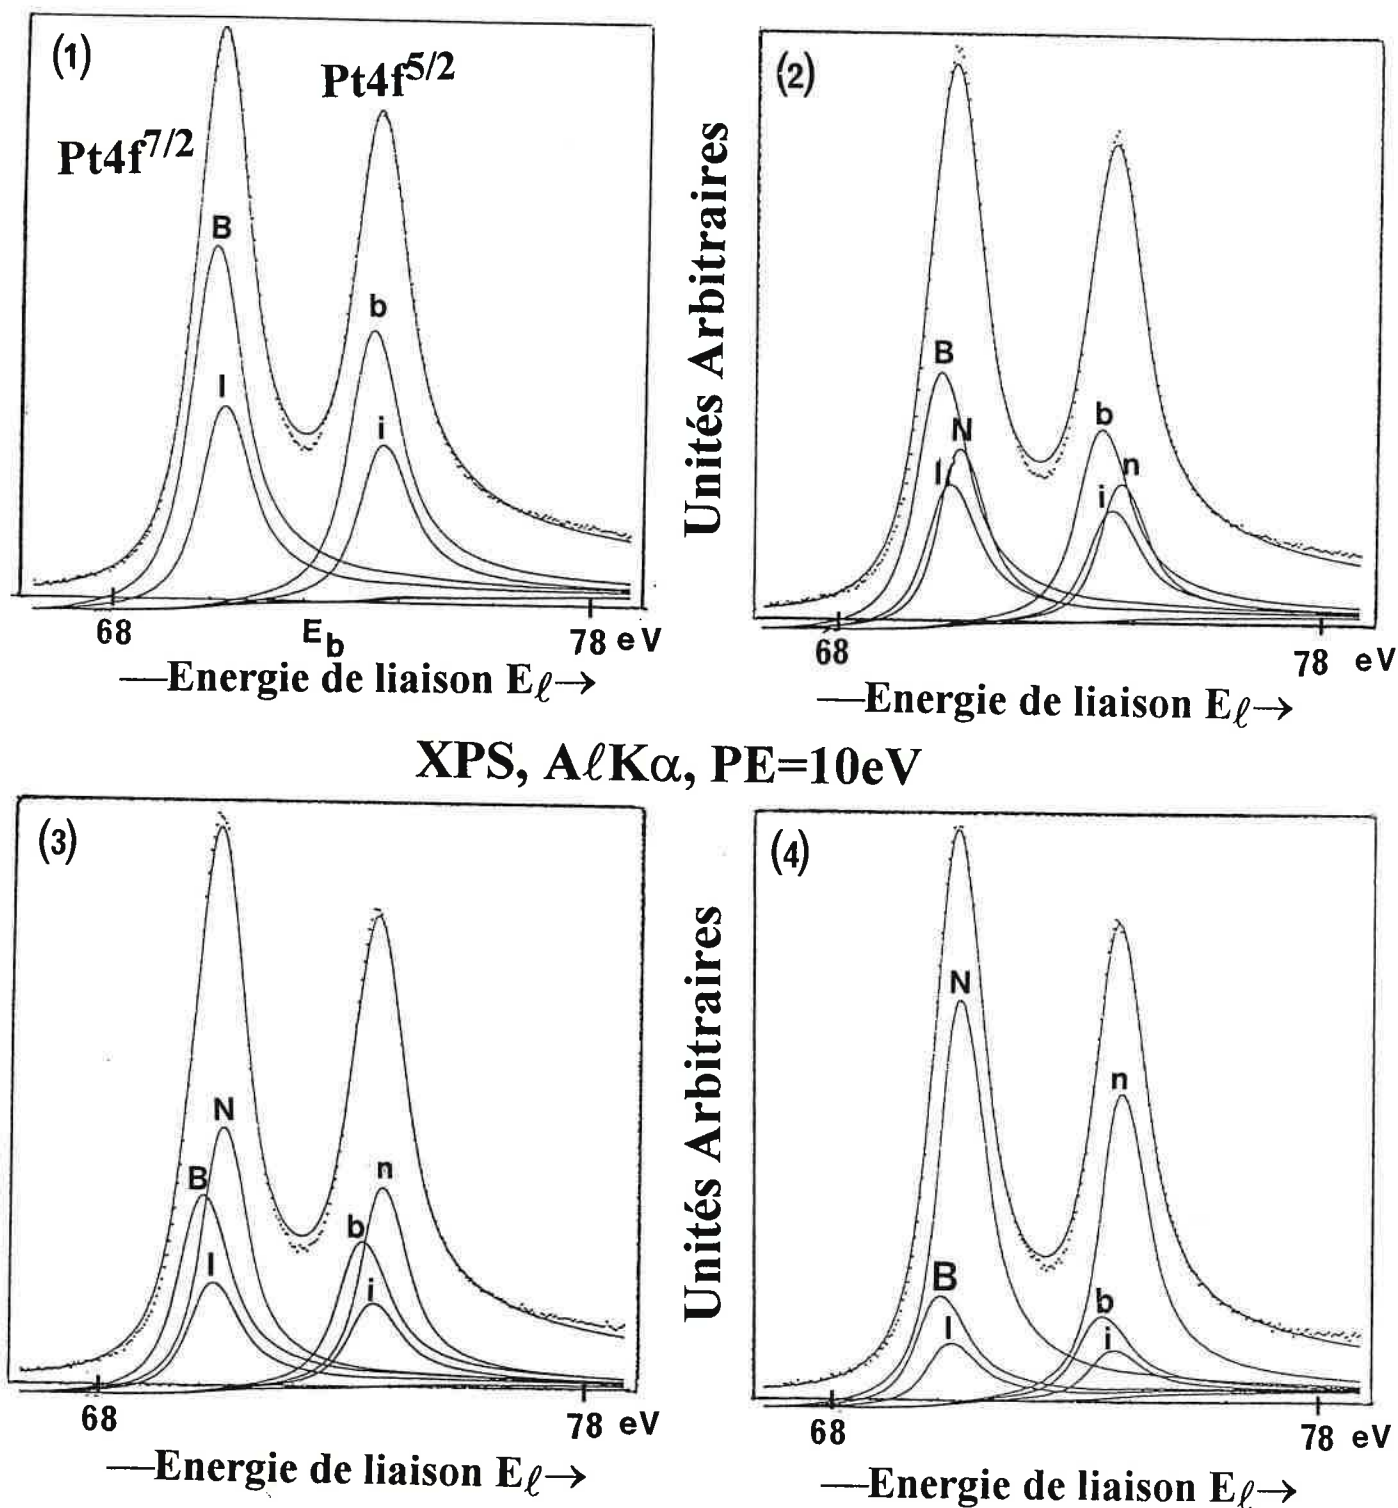 (1)
Pt4f7/2
Pt4f5/2
B
I
b
i
68
Eb
78 eV
—Energie de liaison Eℓ→
Unités Arbitraires
(2)
B
N
I
b
n
i
68
78 eV
—Energie de liaison Eℓ→
XPS, AℓKα, PE=10eV
(3)
N
B
I
n
b
i
68
78 eV
—Energie de liaison Eℓ→
Unités Arbitraires
(4)
N
n
B
I
b
i
68
78 eV
—Energie de liaison Eℓ→